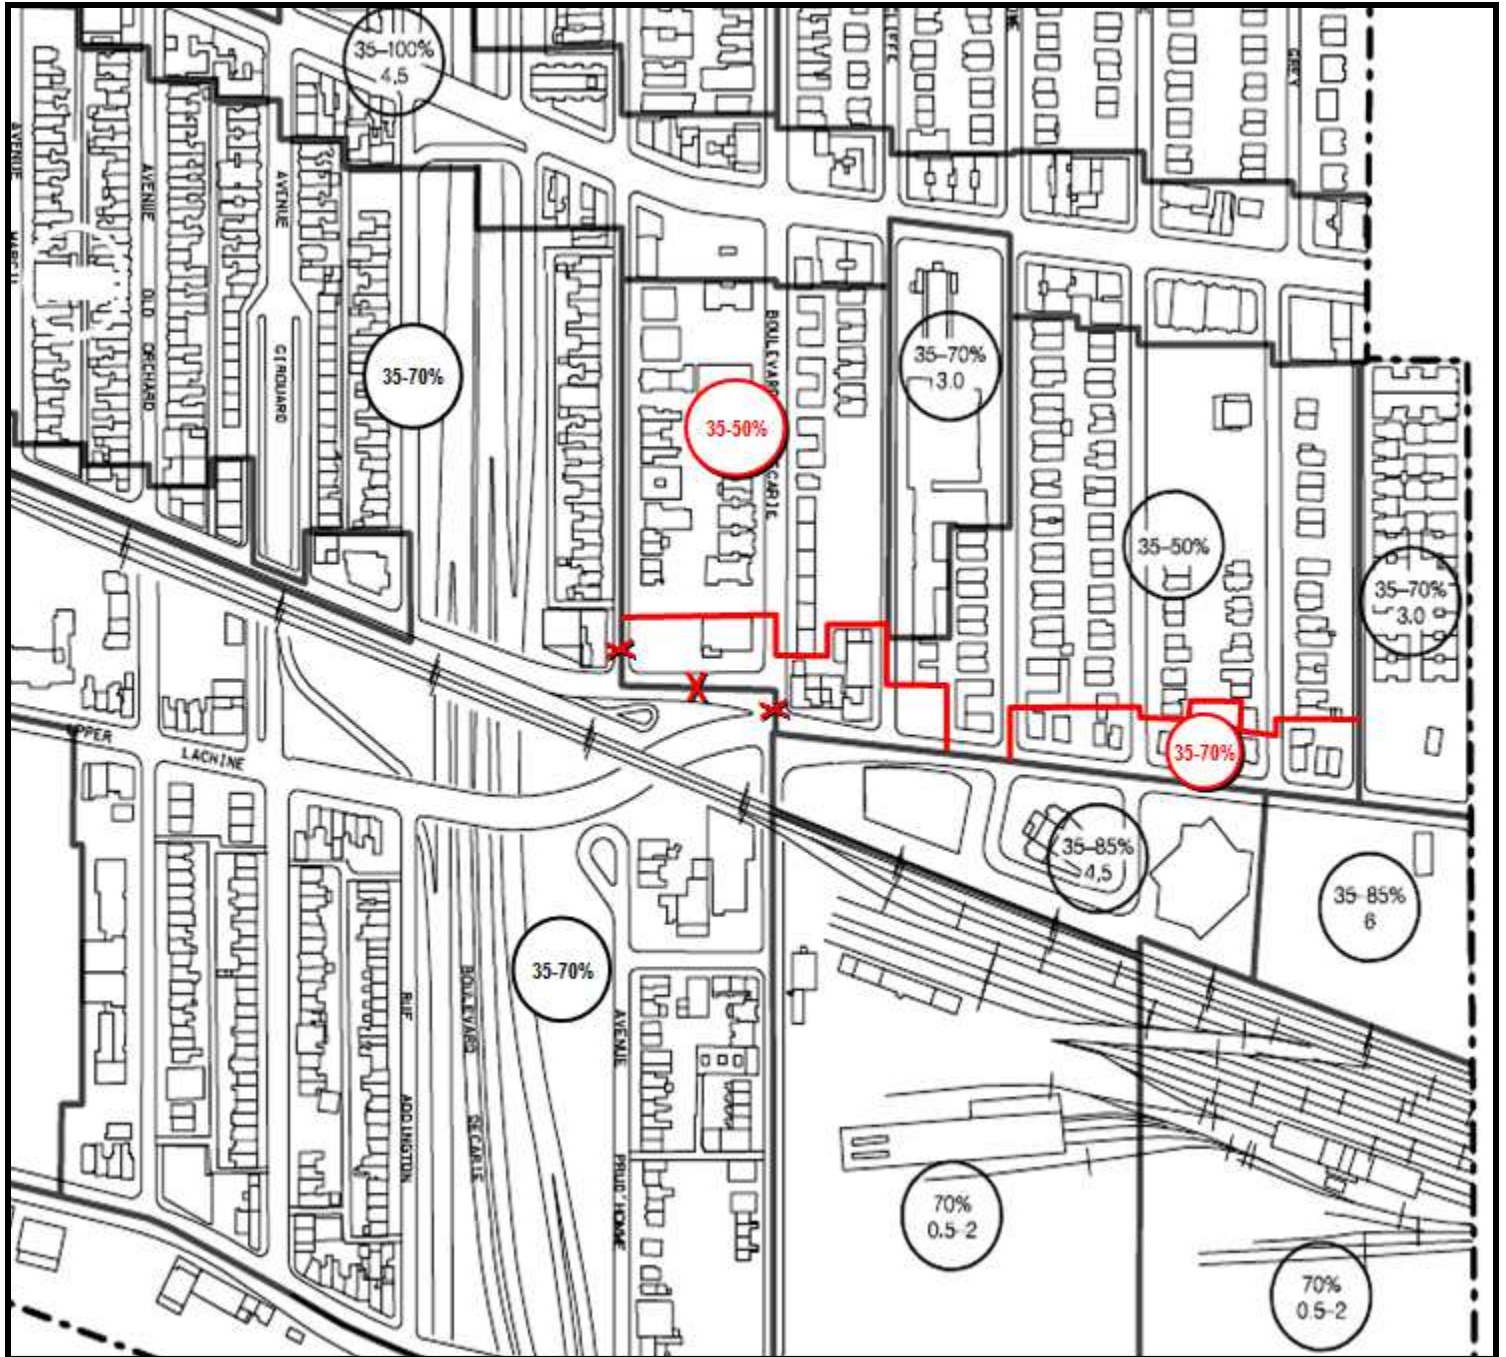 35-100%
4,5
GREY
AVENUE
AVENUE
AVENUE
OLD ORCHARD
GIROUARD
35-70%
BOULEVARD
35-50%
35-70%
3.0
35-50%
35-70%
3.0
X
X
X
UPPER
LACHINE
35-70%
35-85%
4,5
35-85%
6
35-70%
BOULEVARD DECARIE
RUE ADDINGTON
AVENUE PRUD'HOMME
70%
0.5-2
70%
0.5-2